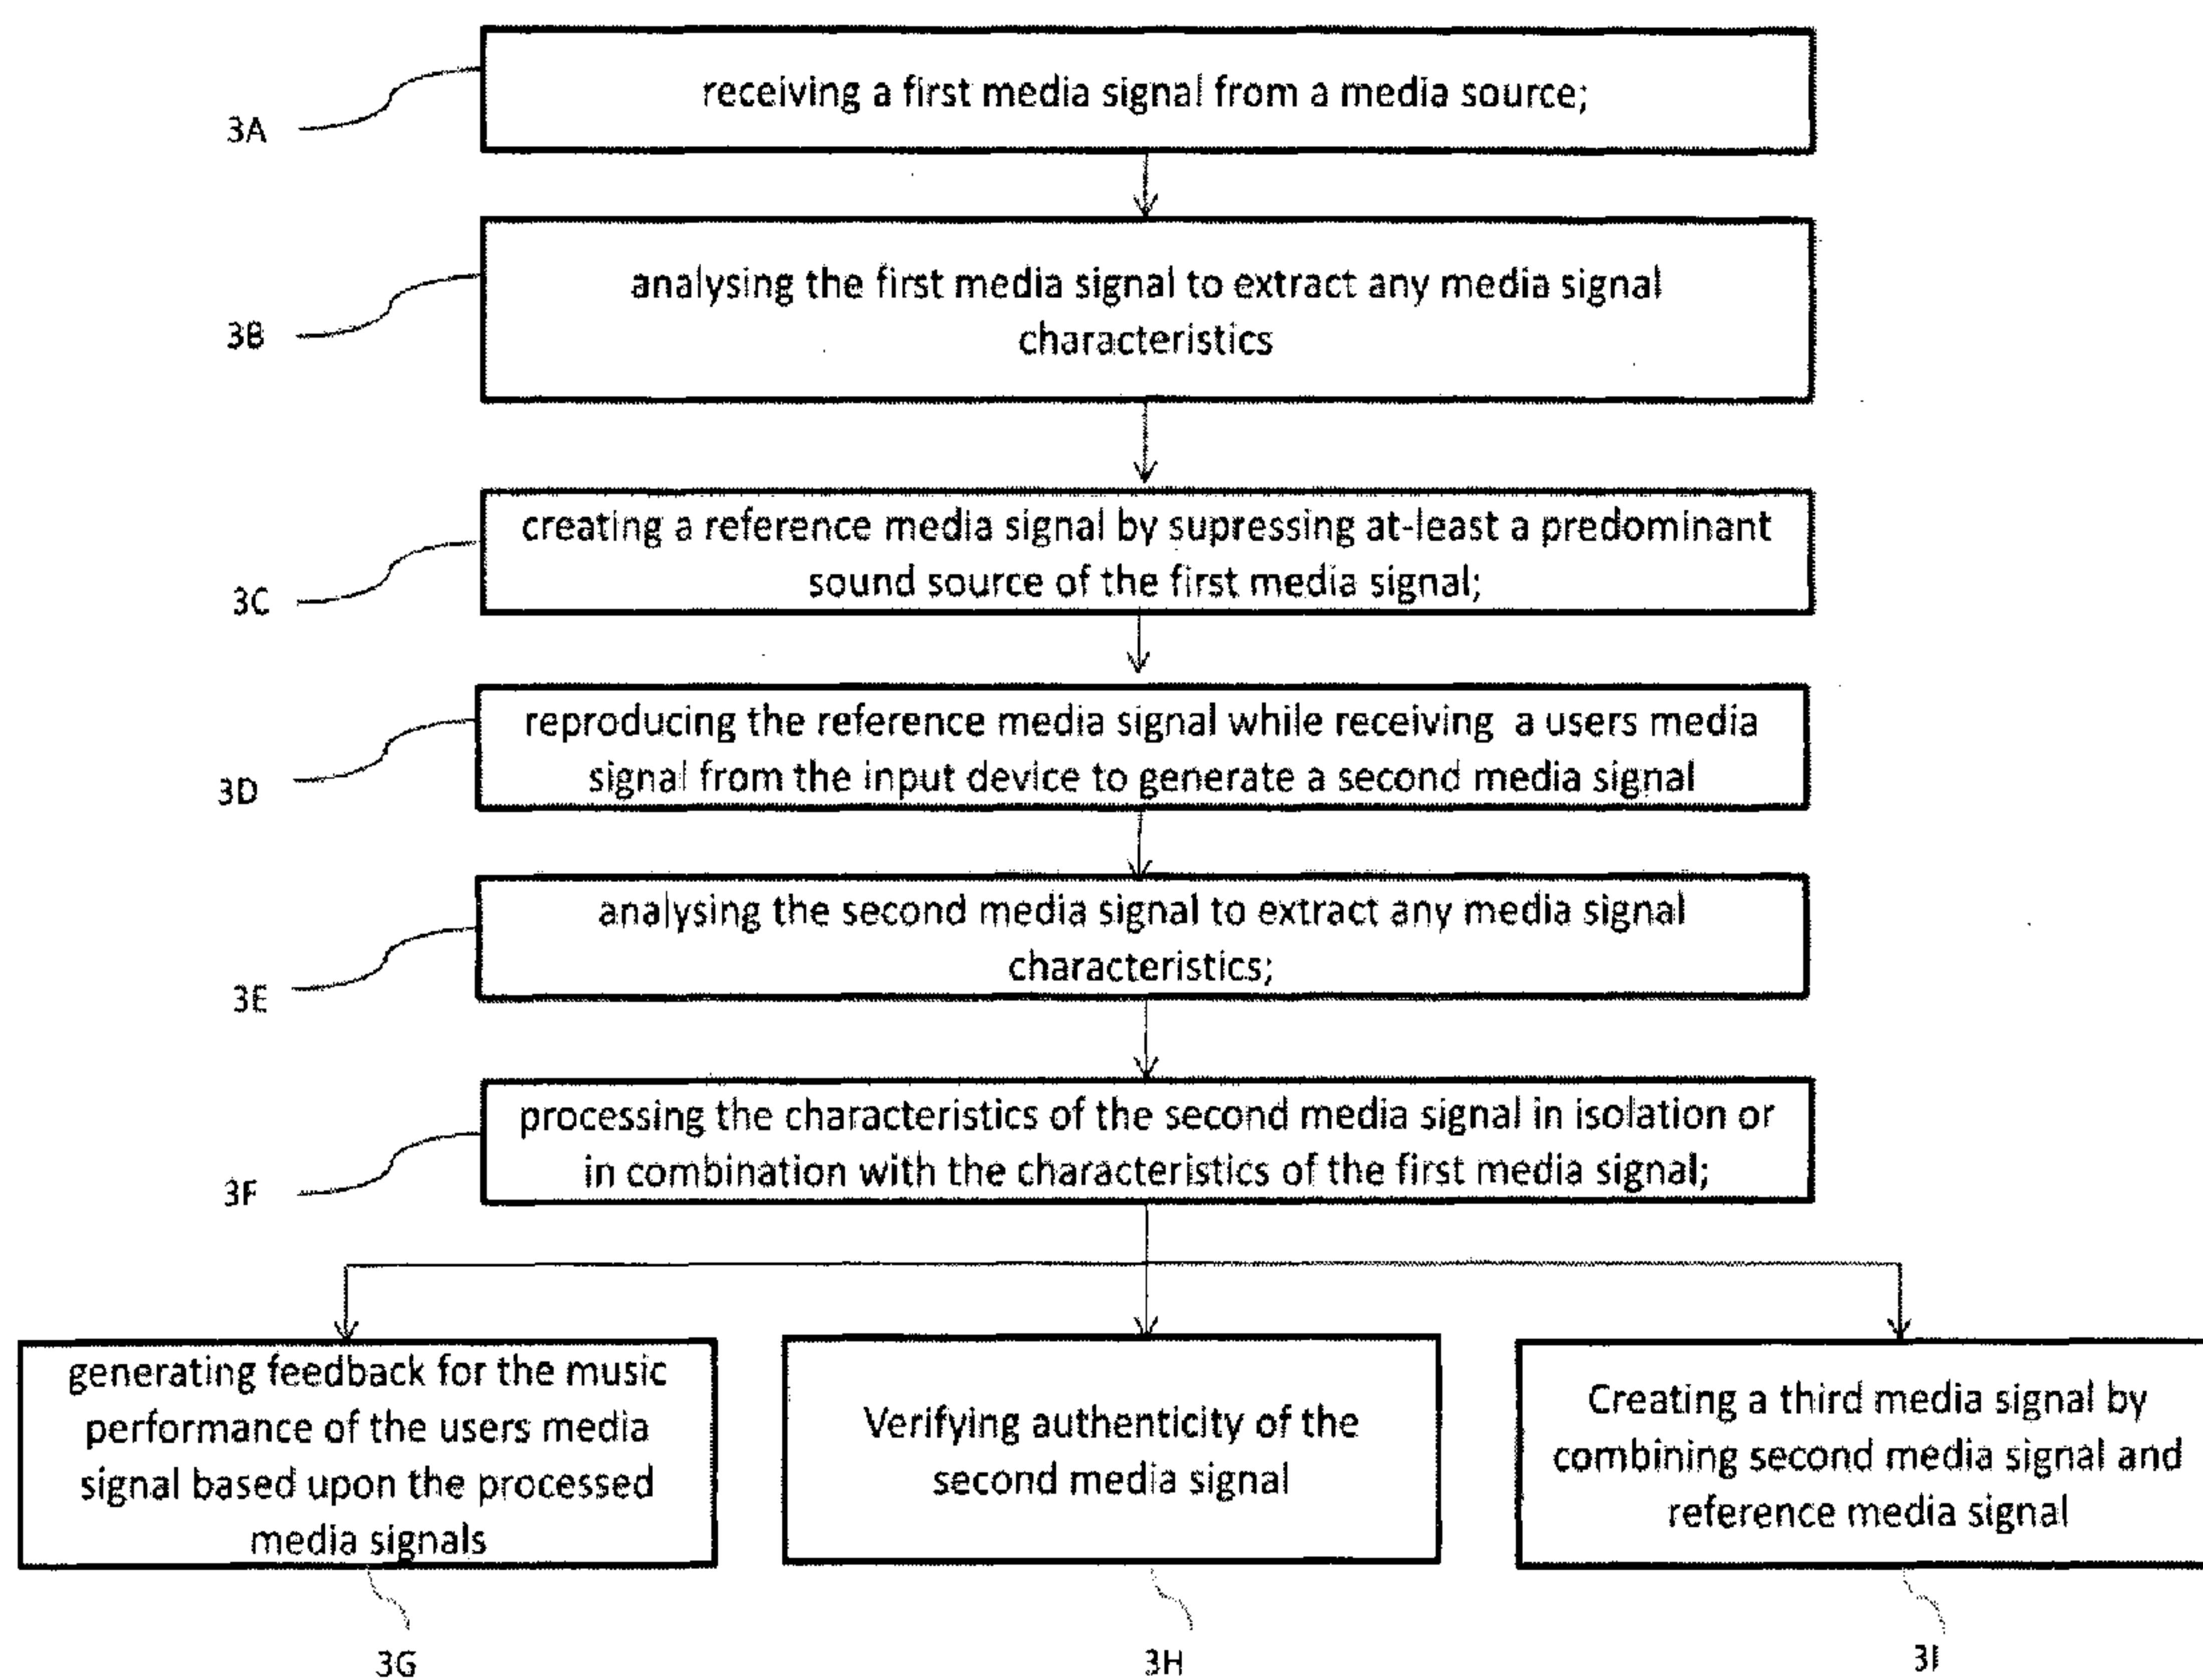 receiving a first media signal from a media source;
3A
analysing the first media signal to extract any media signal
characteristics
3B
creating a reference media signal by supressing at-least a predominant
sound source of the first media signal;
3C
reproducing the reference media signal while receiving a users media
signal from the input device to generate a second media signal
3D
analysing the second media signal to extract any media signal
characteristics;
3E
processing the characteristics of the second media signal in isolation or
in combination with the characteristics of the first media signal;
3F
generating feedback for the music
performance of the users media
signal based upon the processed
media signals
3G
Verifying authenticity of the
second media signal
3H
Creating a third media signal by
combining second media signal and
reference media signal
3I